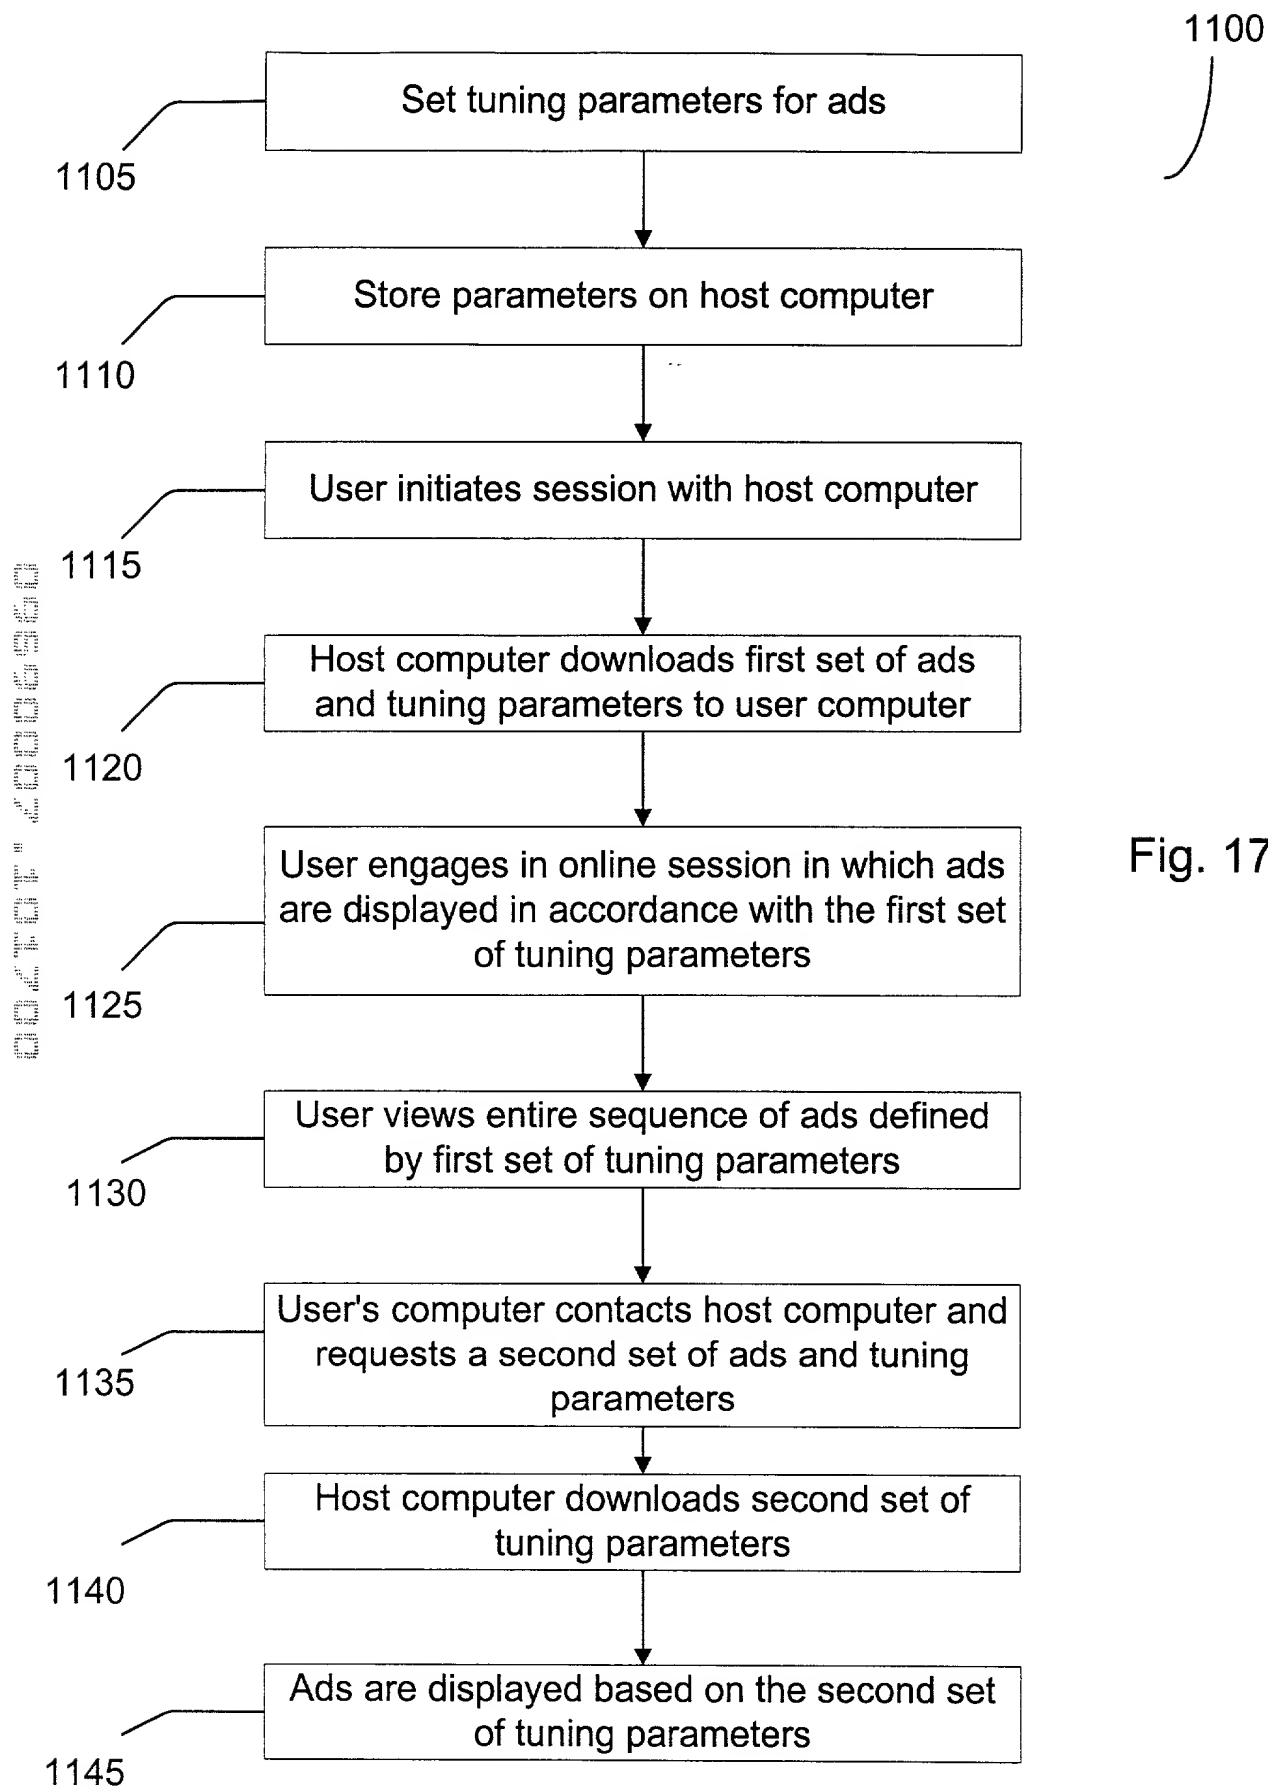 1100
Set tuning parameters for ads
1105
Store parameters on host computer
1110
User initiates session with host computer
1115
Host computer downloads first set of ads
and tuning parameters to user computer
1120
User engages in online session in which ads
are displayed in accordance with the first set
of tuning parameters
1125
Fig. 17
User views entire sequence of ads defined
by first set of tuning parameters
1130
User's computer contacts host computer and
requests a second set of ads and tuning
parameters
1135
Host computer downloads second set of
tuning parameters
1140
Ads are displayed based on the second set
of tuning parameters
1145